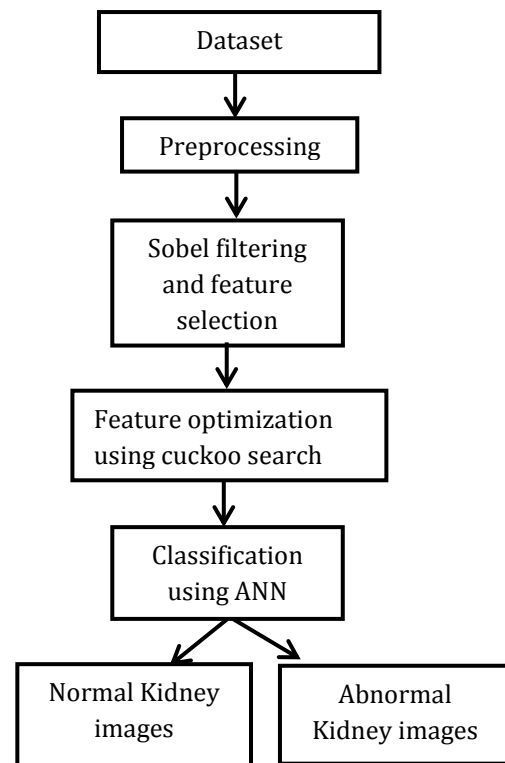 Dataset
Preprocessing
Sobel filtering
and feature
selection
Feature optimization
using cuckoo search
Classification
using ANN
Normal Kidney
images
Abnormal
Kidney images